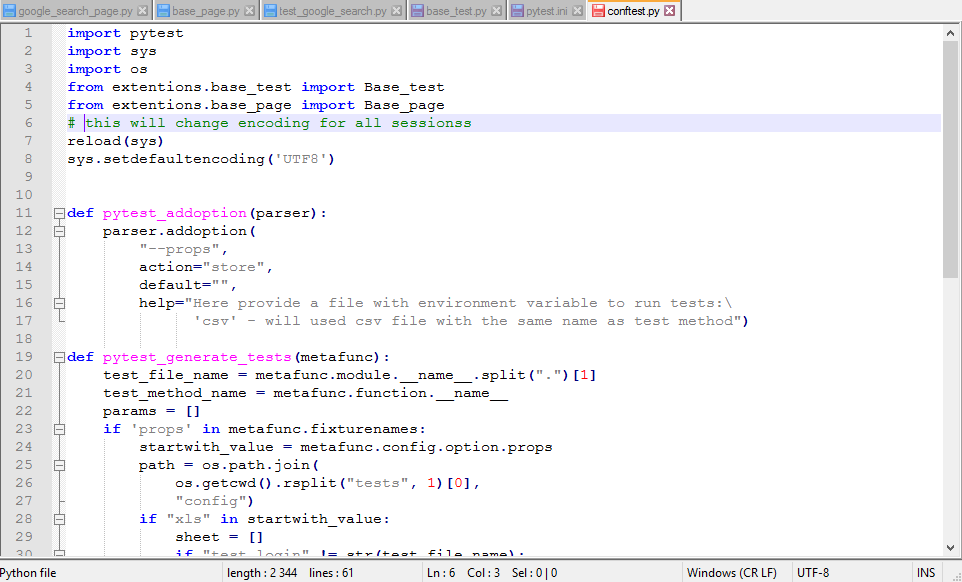 google_search_page.py base_page.py test_google_search.py base_test.py pytest.ini conftest.py
1 import pytest
2 import sys
3 import os
4 from extentions.base_test import Base_test
5 from extentions.base_page import Base_page
6 # this will change encoding for all sessionss
7 reload(sys)
8 sys.setdefaultencoding('UTF8')
9
10
11 def pytest_addoption(parser):
12 parser.addoption(
13 "--props",
14 action="store",
15 default="",
16 help="Here provide a file with environment variable to run tests:\
17 'csv' - will used csv file with the same name as test method")
18
19 def pytest_generate_tests(metafunc):
20 test_file_name = metafunc.module.__name__.split(".")[1]
21 test_method_name = metafunc.function.__name__
22 params = []
23 if 'props' in metafunc.fixturenames:
24 startwith_value = metafunc.config.option.props
25 path = os.path.join(
26 os.getcwd().rsplit("tests", 1)[0],
27 "config")
28 if "xls" in startwith_value:
29 sheet = []
30 if "test_login" != str(test_file_name):
Python file length : 2 344 lines : 61 Ln : 6 Col : 3 Sel : 0 | 0 Windows (CR LF) UTF-8 INS